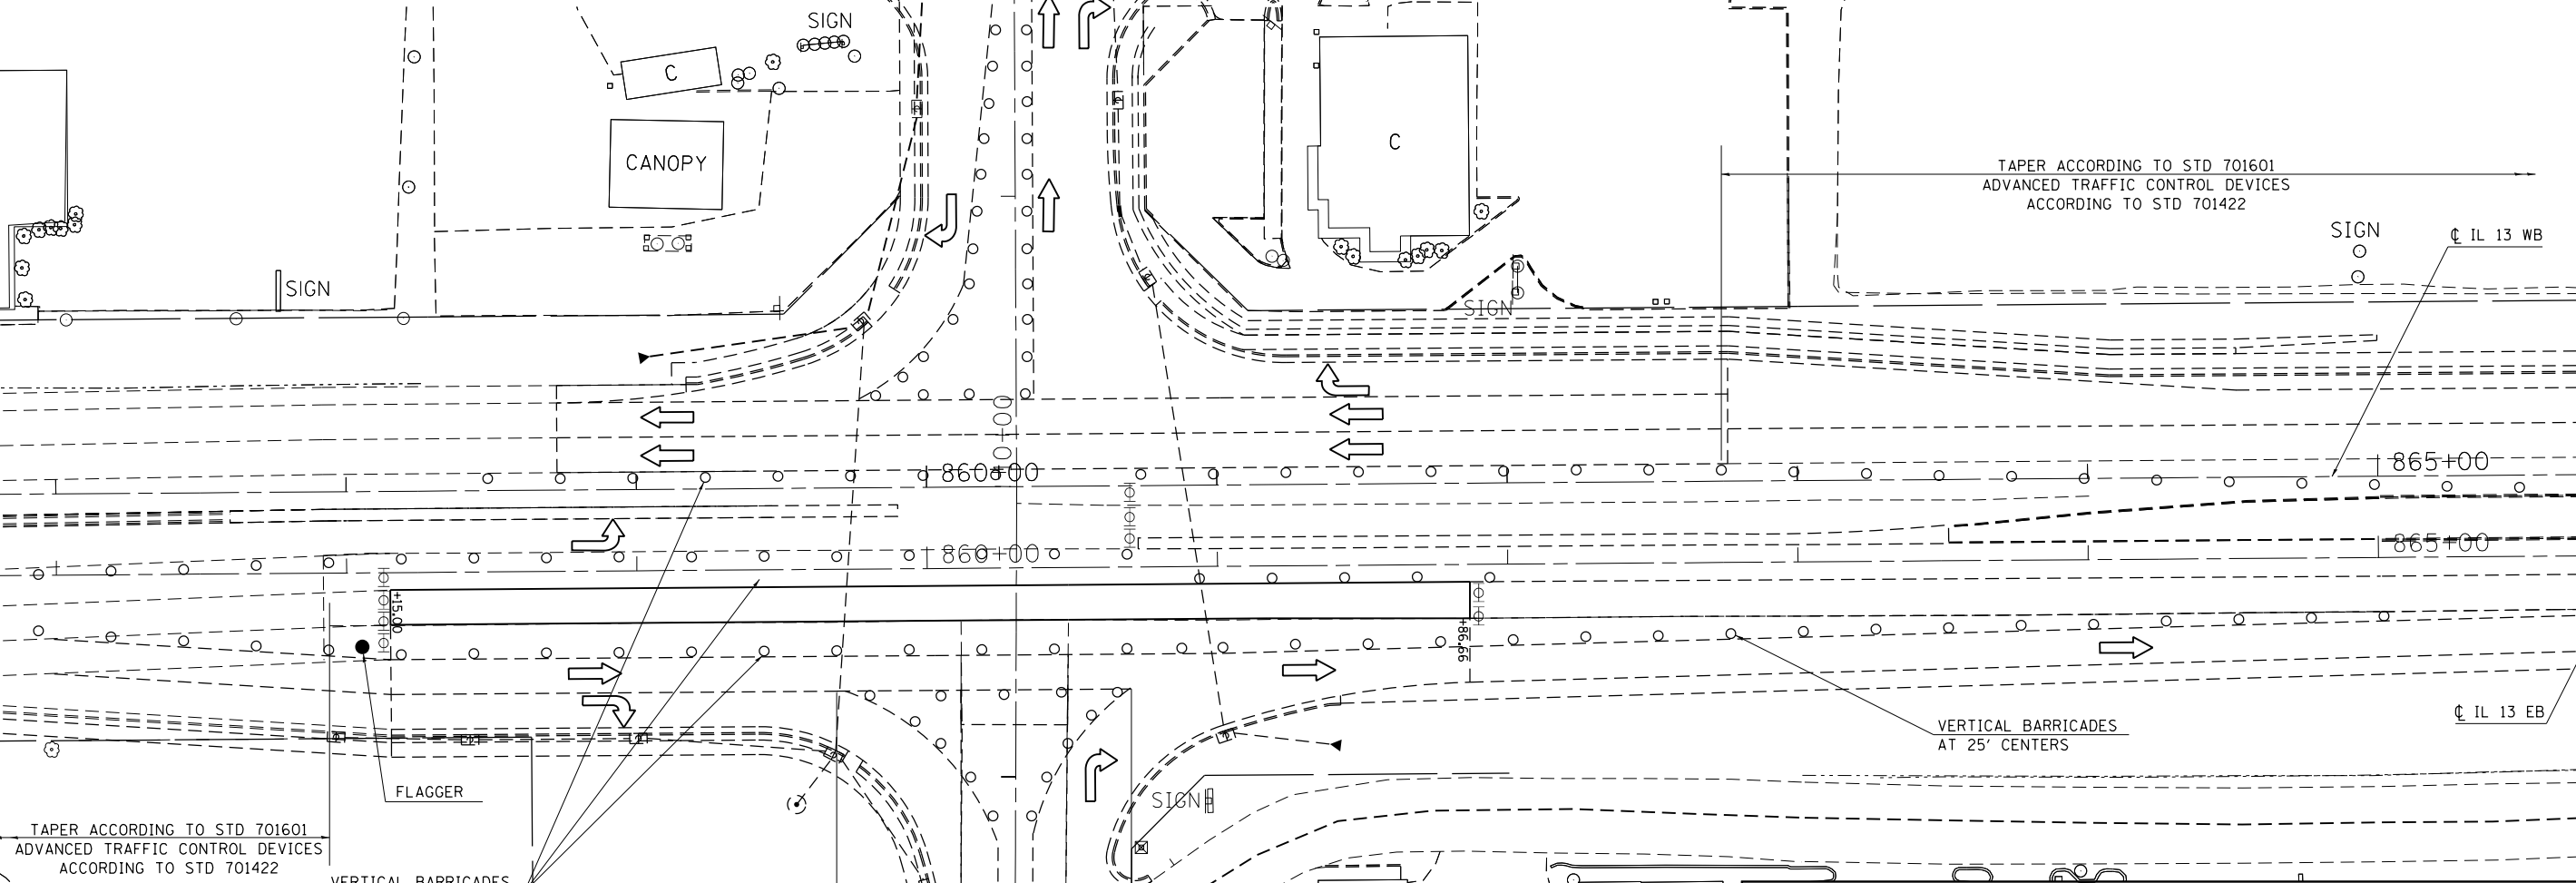 SIGN
C
CANOPY
C
TAPER ACCORDING TO STD 701601
ADVANCED TRAFFIC CONTROL DEVICES
ACCORDING TO STD 701422
SIGN
℄ IL 13 WB
SIGN
SIGN
0+00
860+00
865+00
860+00
865+00
+15.00
+86.66
VERTICAL BARRICADES
AT 25' CENTERS
℄ IL 13 EB
FLAGGER
SIGN
TAPER ACCORDING TO STD 701601
ADVANCED TRAFFIC CONTROL DEVICES
ACCORDING TO STD 701422
VERTICAL BARRICADES